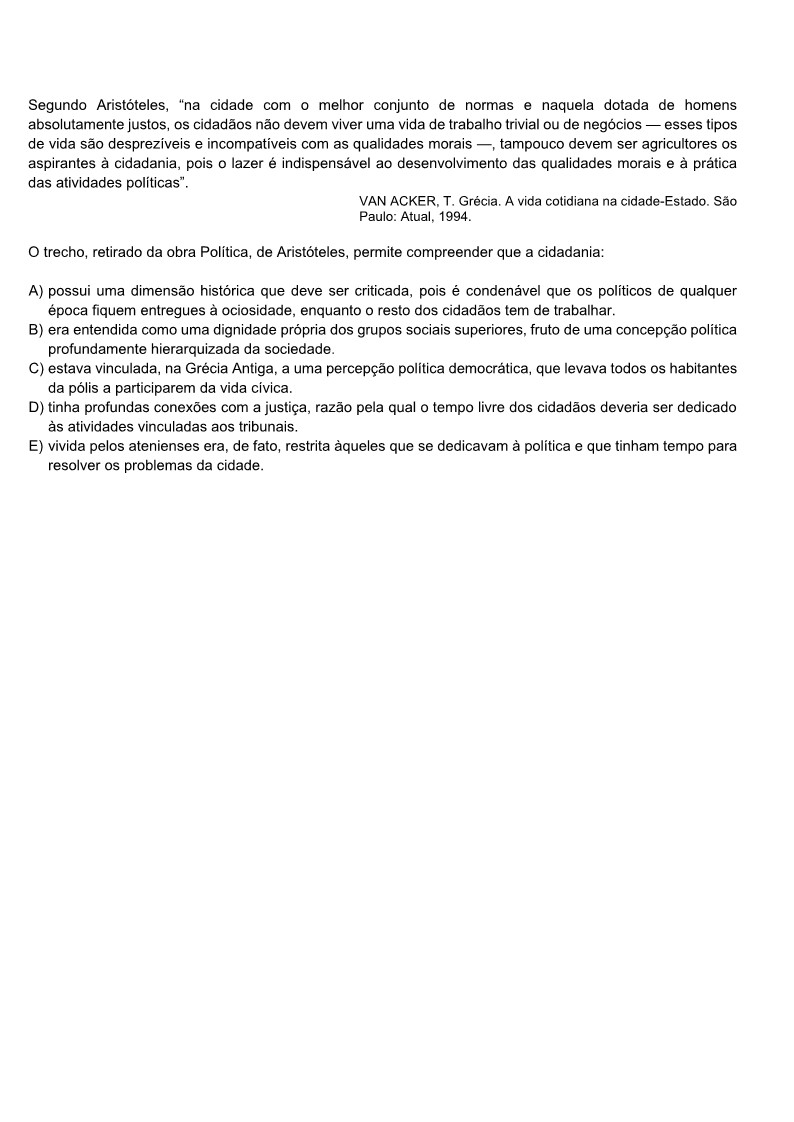 Segundo Aristóteles, “na cidade com o melhor conjunto de normas e naquela dotada de homens
absolutamente justos, os cidadãos não devem viver uma vida de trabalho trivial ou de negócios — esses tipos
de vida são desprezíveis e incompatíveis com as qualidades morais —, tampouco devem ser agricultores os
aspirantes à cidadania, pois o lazer é indispensável ao desenvolvimento das qualidades morais e à prática
das atividades políticas”.
VAN ACKER, T. Grécia. A vida cotidiana na cidade-Estado. São
Paulo: Atual, 1994.
O trecho, retirado da obra Política, de Aristóteles, permite compreender que a cidadania:
A) possui uma dimensão histórica que deve ser criticada, pois é condenável que os políticos de qualquer
época fiquem entregues à ociosidade, enquanto o resto dos cidadãos tem de trabalhar.
B) era entendida como uma dignidade própria dos grupos sociais superiores, fruto de uma concepção política
profundamente hierarquizada da sociedade.
C) estava vinculada, na Grécia Antiga, a uma percepção política democrática, que levava todos os habitantes
da pólis a participarem da vida cívica.
D) tinha profundas conexões com a justiça, razão pela qual o tempo livre dos cidadãos deveria ser dedicado
às atividades vinculadas aos tribunais.
E) vivida pelos atenienses era, de fato, restrita àqueles que se dedicavam à política e que tinham tempo para
resolver os problemas da cidade.